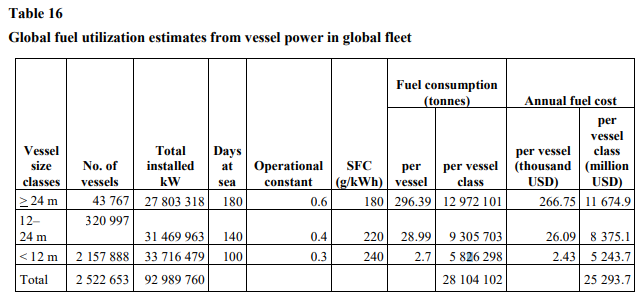 Table 16
Global fuel utilization estimates from vessel power in global fleet
Fuel consumption
(tonnes)
Annual fuel cost
Vessel size classes
No. of vessels
Total installed kW
Days at sea
Operational constant
SFC (g/kWh)
per vessel
per vessel class
per vessel (thousand USD)
per vessel class (million USD)
≥ 24 m 43 767 27 803 318 180 0.6 180 296.39 12 972 101 266.75 11 674.9
12–24 m 320 997 31 469 963 140 0.4 220 28.99 9 305 703 26.09 8 375.1
< 12 m 2 157 888 33 716 479 100 0.3 240 2.7 5 826 298 2.43 5 243.7
Total 2 522 653 92 989 760 28 104 102 25 293.7